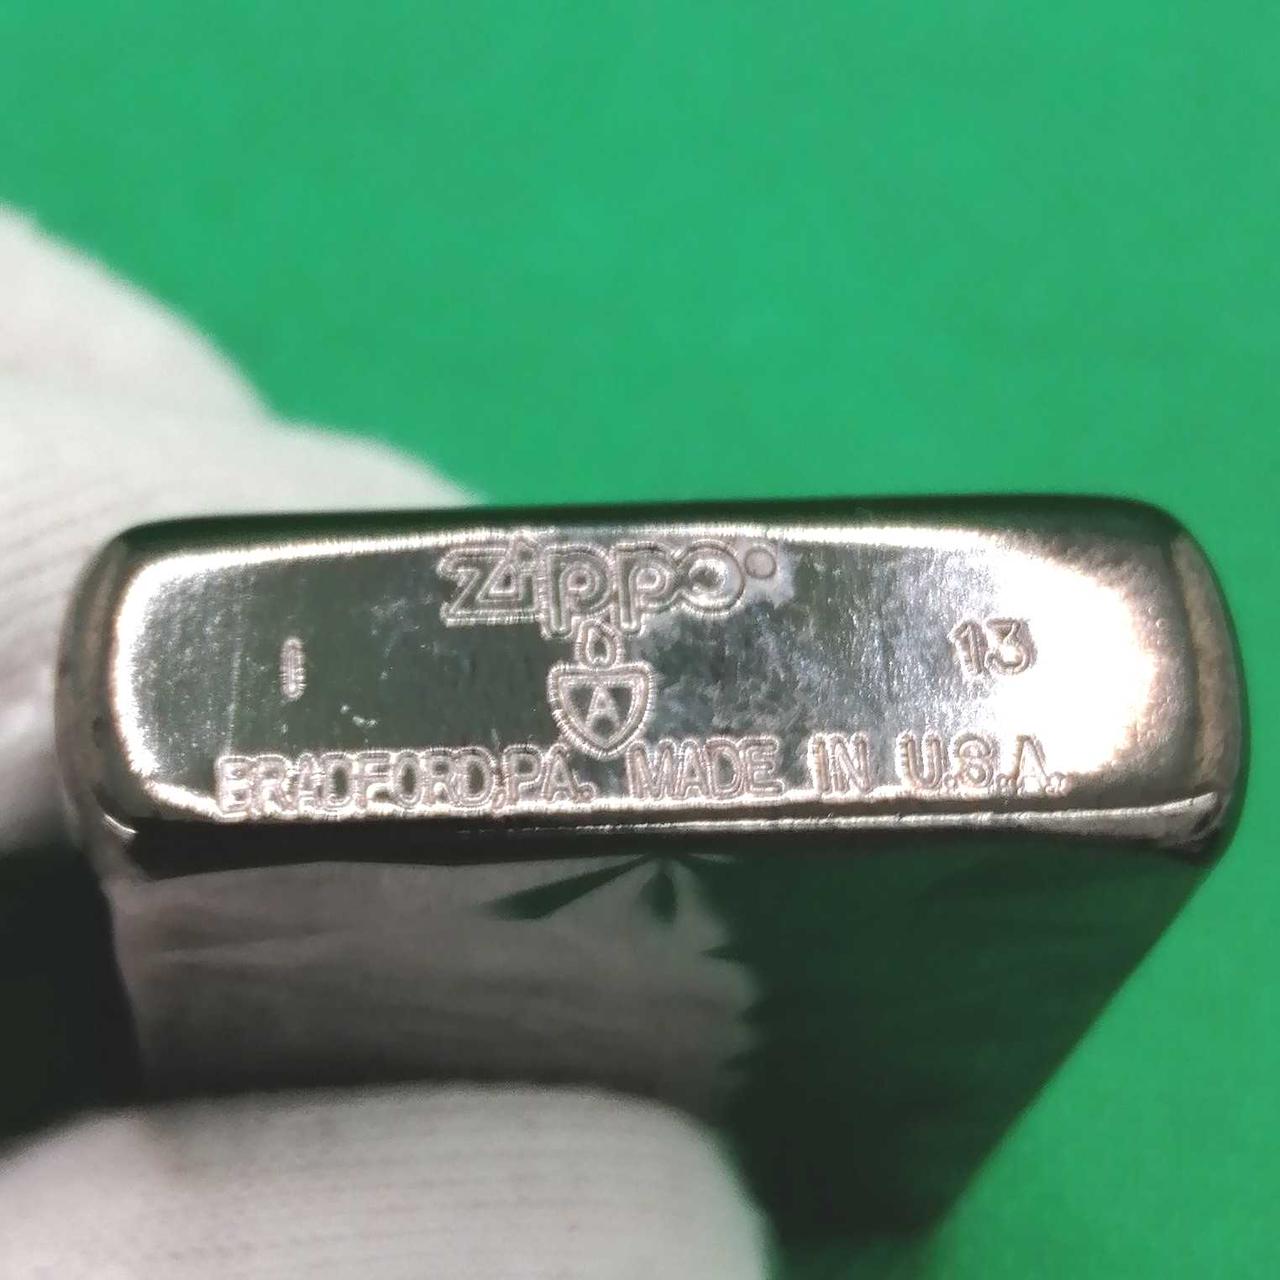 zippo
I 13
A
BRADFORD,PA. MADE IN U.S.A.